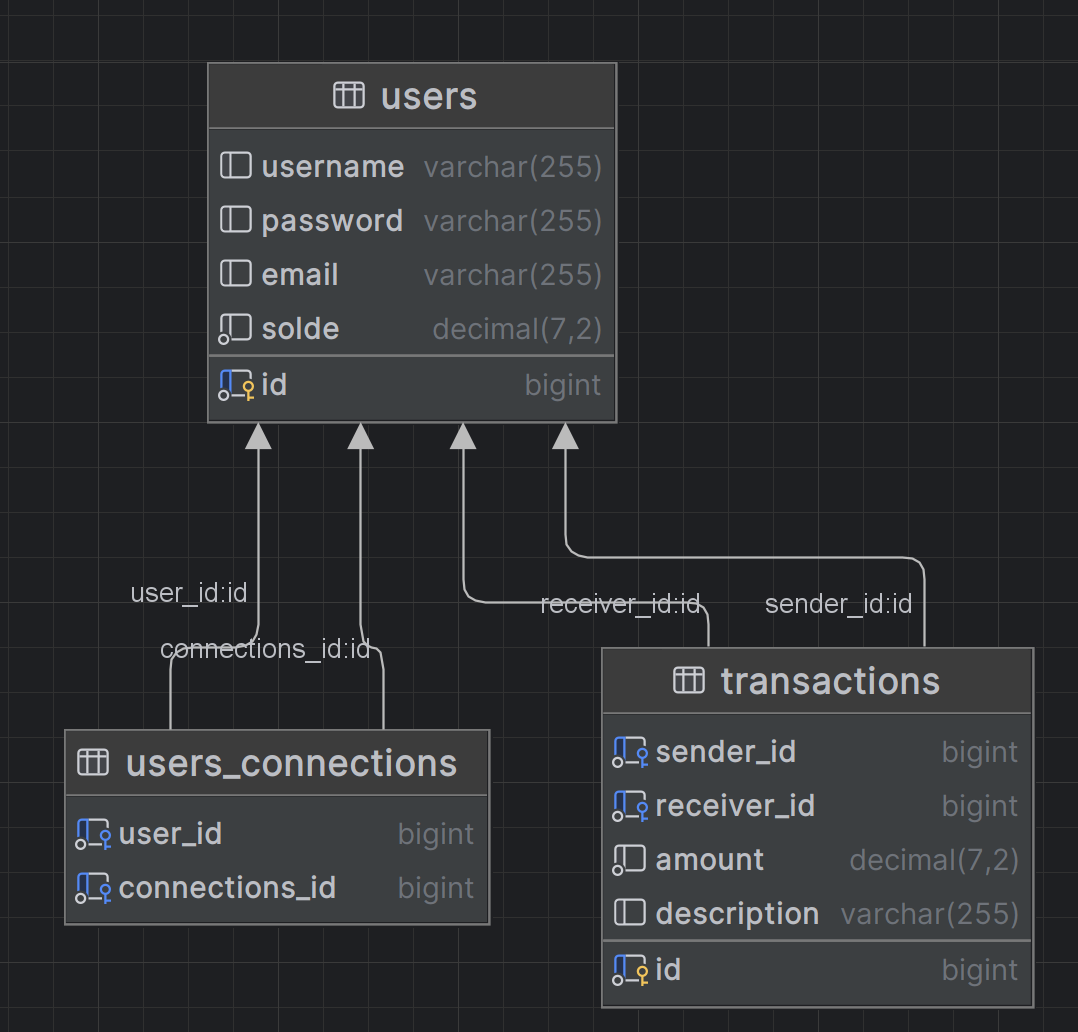 users
username varchar(255)
password varchar(255)
email varchar(255)
solde decimal(7,2)
id bigint
user_id:id
connections_id:id
receiver_id:id
sender_id:id
users_connections
user_id bigint
connections_id bigint
transactions
sender_id bigint
receiver_id bigint
amount decimal(7,2)
description varchar(255)
id bigint